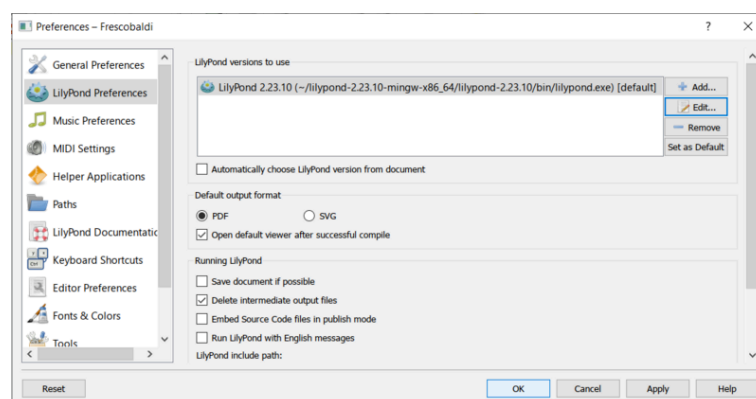 Preferences – Frescobaldi
?
General Preferences
LilyPond Preferences
Music Preferences
MIDI Settings
Helper Applications
Paths
LilyPond Documentatic
Keyboard Shortcuts
Editor Preferences
Fonts & Colors
Tools
LilyPond versions to use
LilyPond 2.23.10 (~/lilypond-2.23.10-mingw-x86_64/lilypond-2.23.10/bin/lilypond.exe) [default]
Add...
Edit...
Remove
Set as Default
Automatically choose LilyPond version from document
Default output format
PDF
SVG
Open default viewer after successful compile
Running LilyPond
Save document if possible
Delete intermediate output files
Embed Source Code files in publish mode
Run LilyPond with English messages
LilyPond include path:
Reset
OK
Cancel
Apply
Help